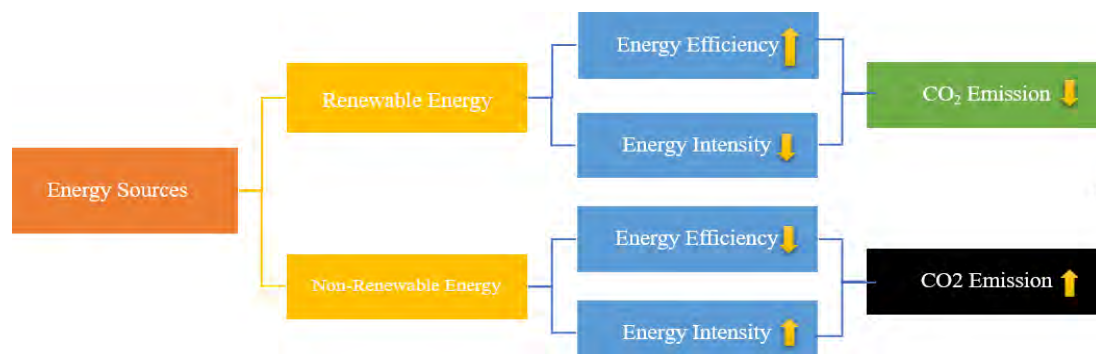 Energy Efficiency
Renewable Energy
CO₂ Emission
Energy Intensity
Energy Sources
Energy Efficiency
Non-Renewable Energy
CO2 Emission
Energy Intensity